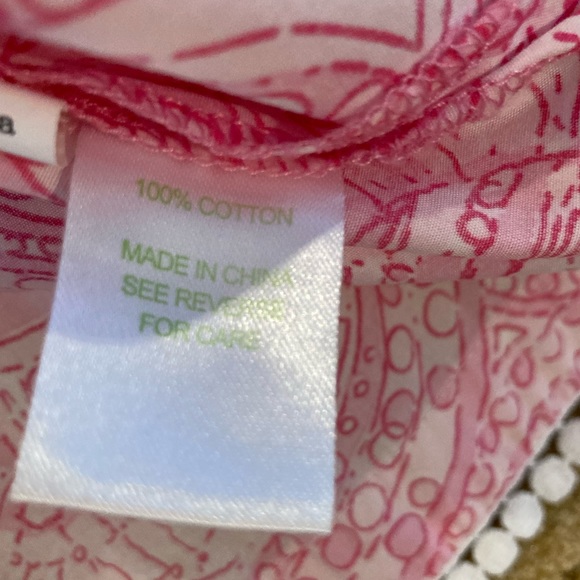 a
100% COTTON
MADE IN CHINA
SEE REVERSE
FOR CARE